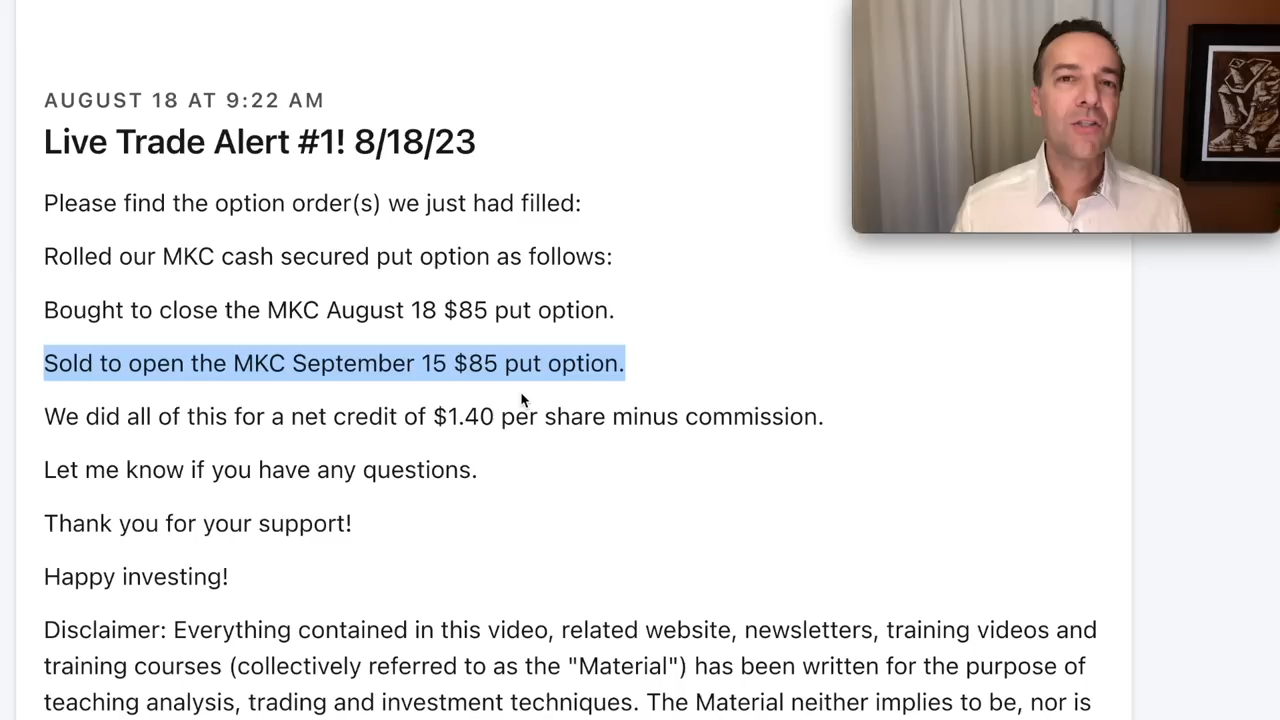 AUGUST 18 AT 9:22 AM
Live Trade Alert #1! 8/18/23
Please find the option order(s) we just had filled:
Rolled our MKC cash secured put option as follows:
Bought to close the MKC August 18 $85 put option.
Sold to open the MKC September 15 $85 put option.
We did all of this for a net credit of $1.40 per share minus commission.
Let me know if you have any questions.
Thank you for your support!
Happy investing!
Disclaimer: Everything contained in this video, related website, newsletters, training videos and
training courses (collectively referred to as the "Material") has been written for the purpose of
teaching analysis, trading and investment techniques. The Material neither implies to be, nor is